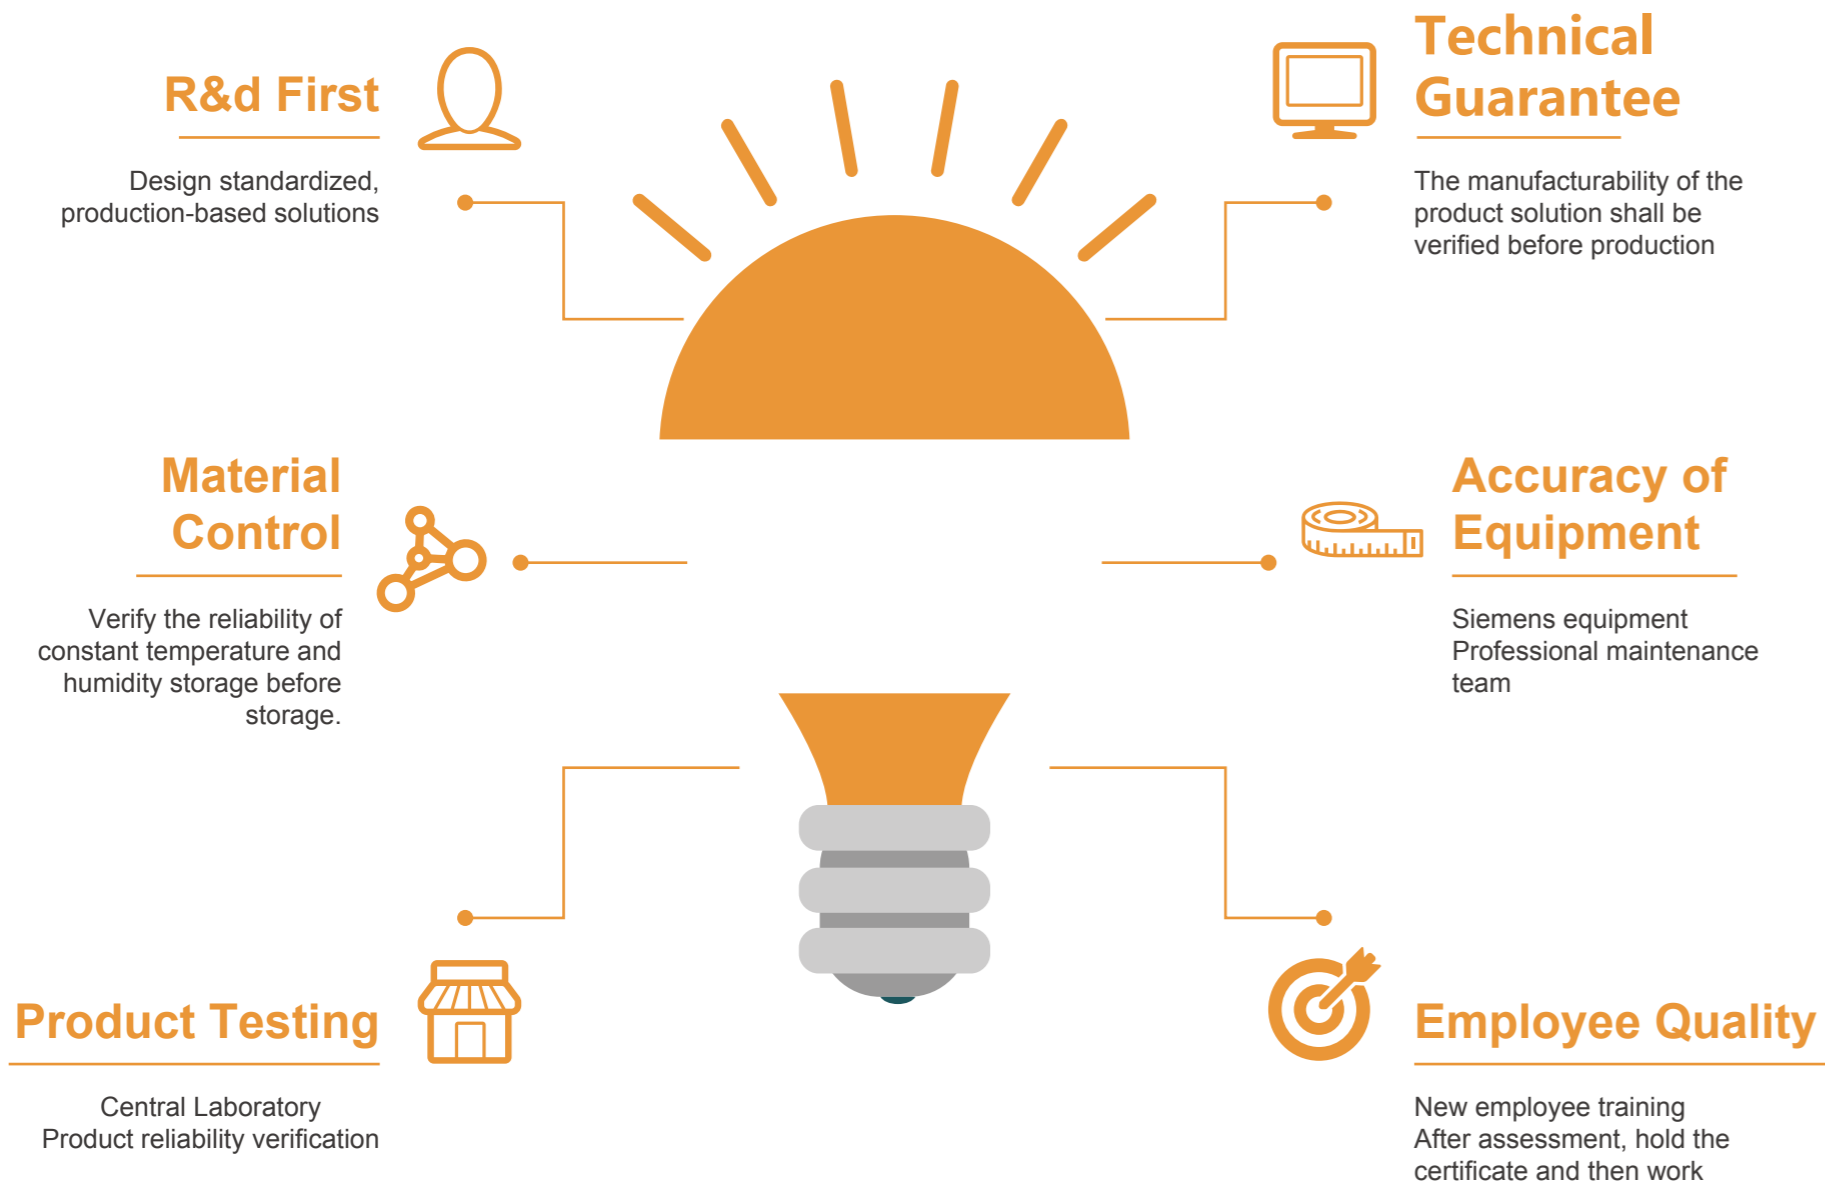 R&d First
Design standardized,
production-based solutions
Technical
Guarantee
The manufacturability of the
product solution shall be
verified before production
Material
Control
Verify the reliability of
constant temperature and
humidity storage before
storage.
Accuracy of
Equipment
Siemens equipment
Professional maintenance
team
Product Testing
Central Laboratory
Product reliability verification
Employee Quality
New employee training
After assessment, hold the
certificate and then work